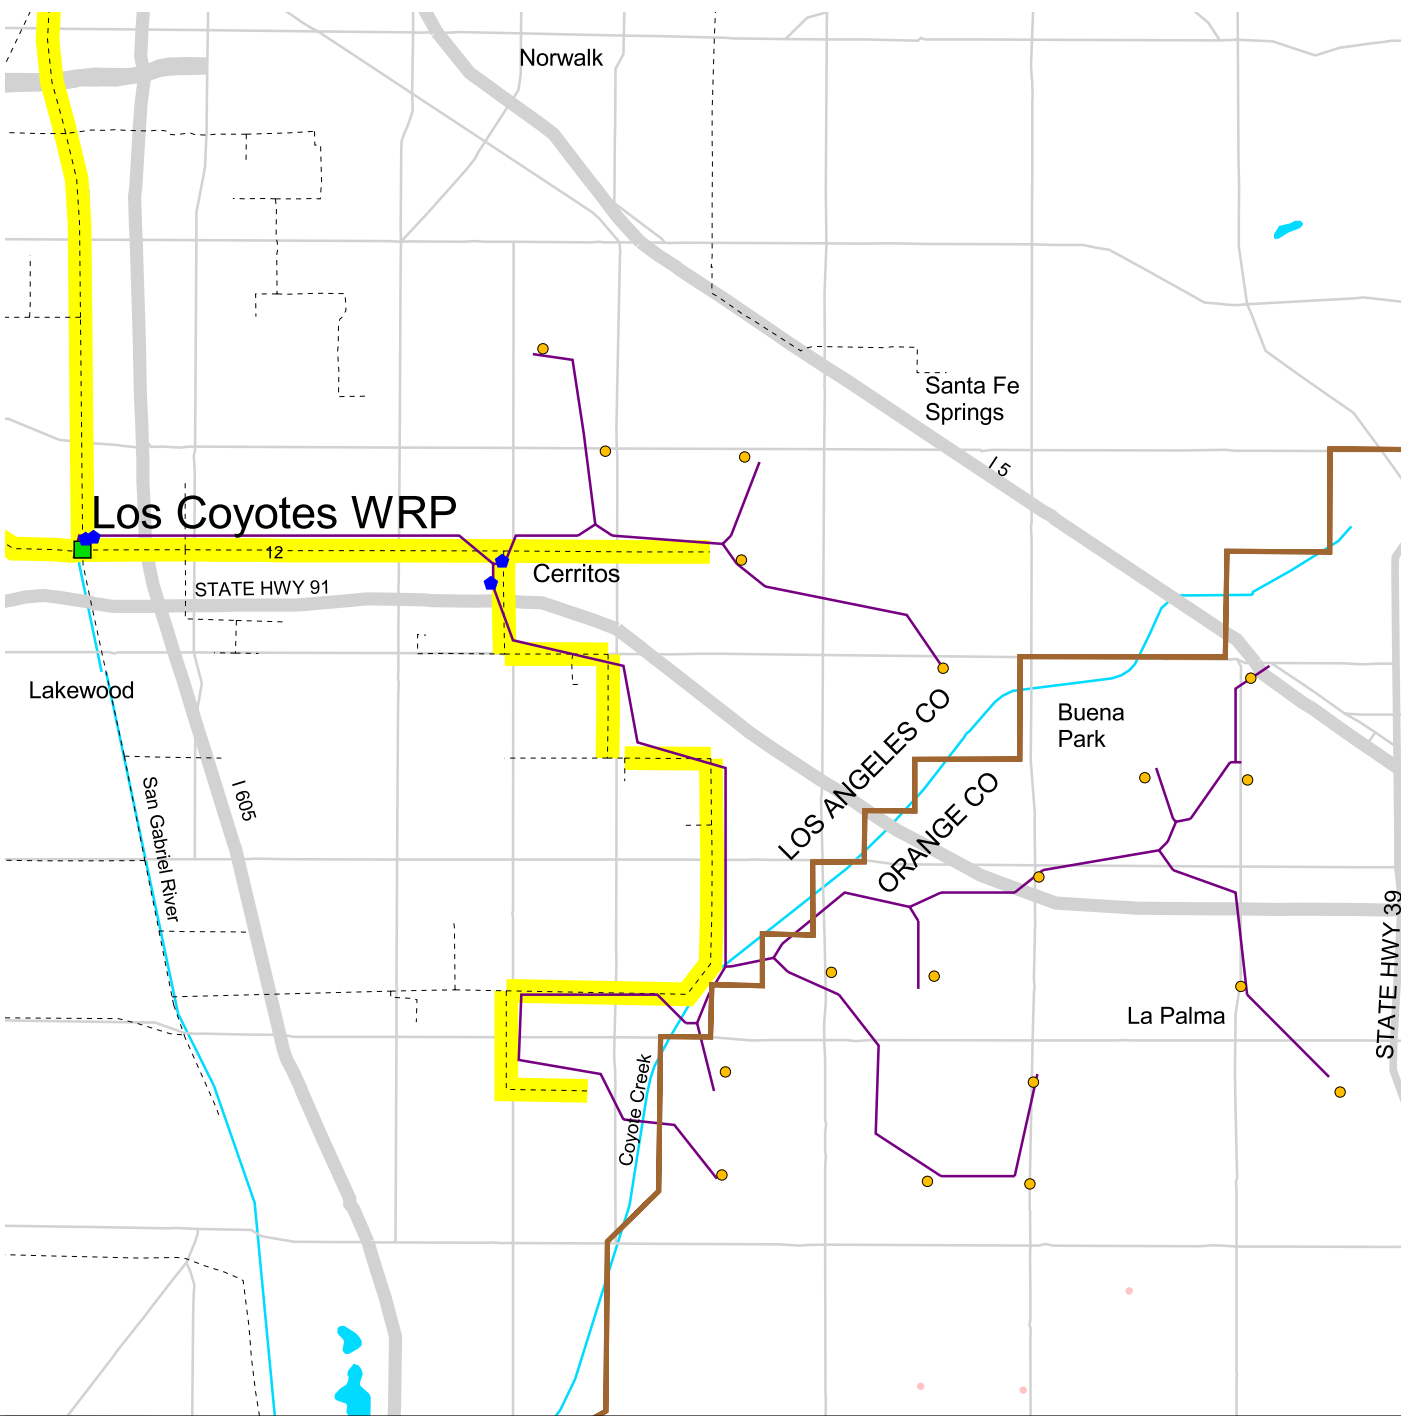 Norwalk
Santa Fe
Springs
I 5
Los Coyotes WRP
12
Cerritos
STATE HWY 91
Lakewood
LOS ANGELES CO
Buena
Park
ORANGE CO
San Gabriel River
I 605
STATE HWY 39
La Palma
Coyote Creek